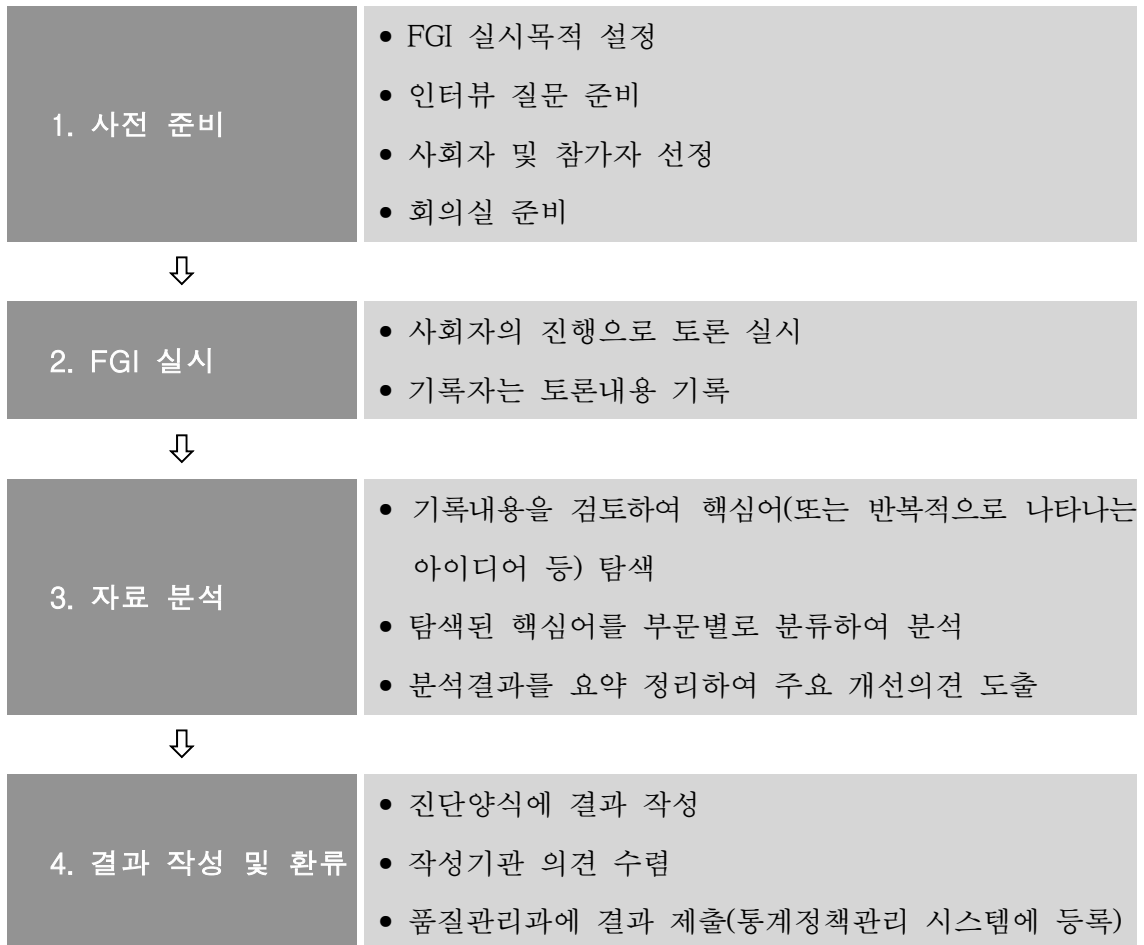 1. 사전 준비
• FGI 실시목적 설정
• 인터뷰 질문 준비
• 사회자 및 참가자 선정
• 회의실 준비
⇩
2. FGI 실시
• 사회자의 진행으로 토론 실시
• 기록자는 토론내용 기록
⇩
3. 자료 분석
• 기록내용을 검토하여 핵심어(또는 반복적으로 나타나는
아이디어 등) 탐색
• 탐색된 핵심어를 부문별로 분류하여 분석
• 분석결과를 요약 정리하여 주요 개선의견 도출
⇩
4. 결과 작성 및 환류
• 진단양식에 결과 작성
• 작성기관 의견 수렴
• 품질관리과에 결과 제출(통계정책관리 시스템에 등록)